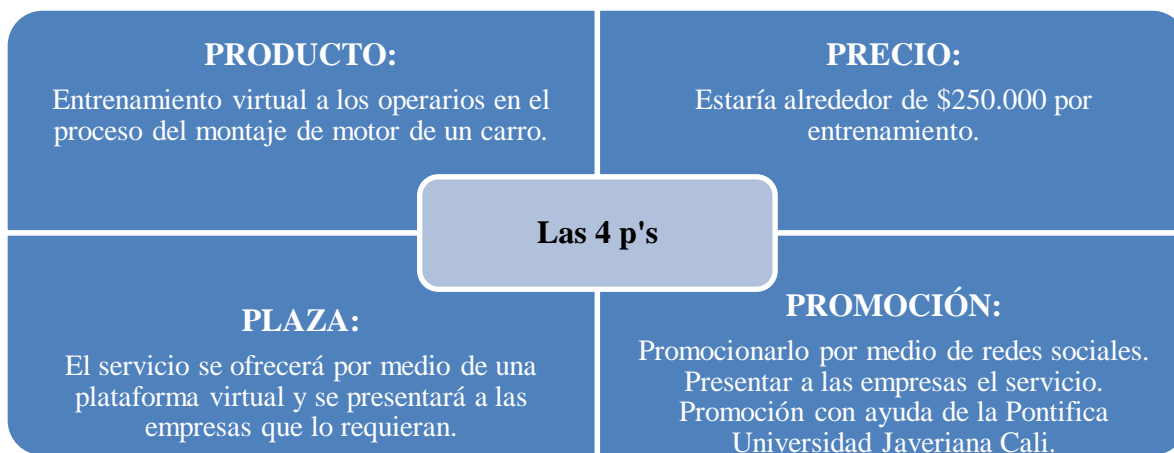 PRODUCTO:
Entrenamiento virtual a los operarios en el
proceso del montaje de motor de un carro.
PRECIO:
Estaría alrededor de $250.000 por
entrenamiento.
Las 4 p's
PLAZA:
El servicio se ofrecerá por medio de una
plataforma virtual y se presentará a las
empresas que lo requieran.
PROMOCIÓN:
Promocionarlo por medio de redes sociales.
Presentar a las empresas el servicio.
Promoción con ayuda de la Pontifica
Universidad Javeriana Cali.